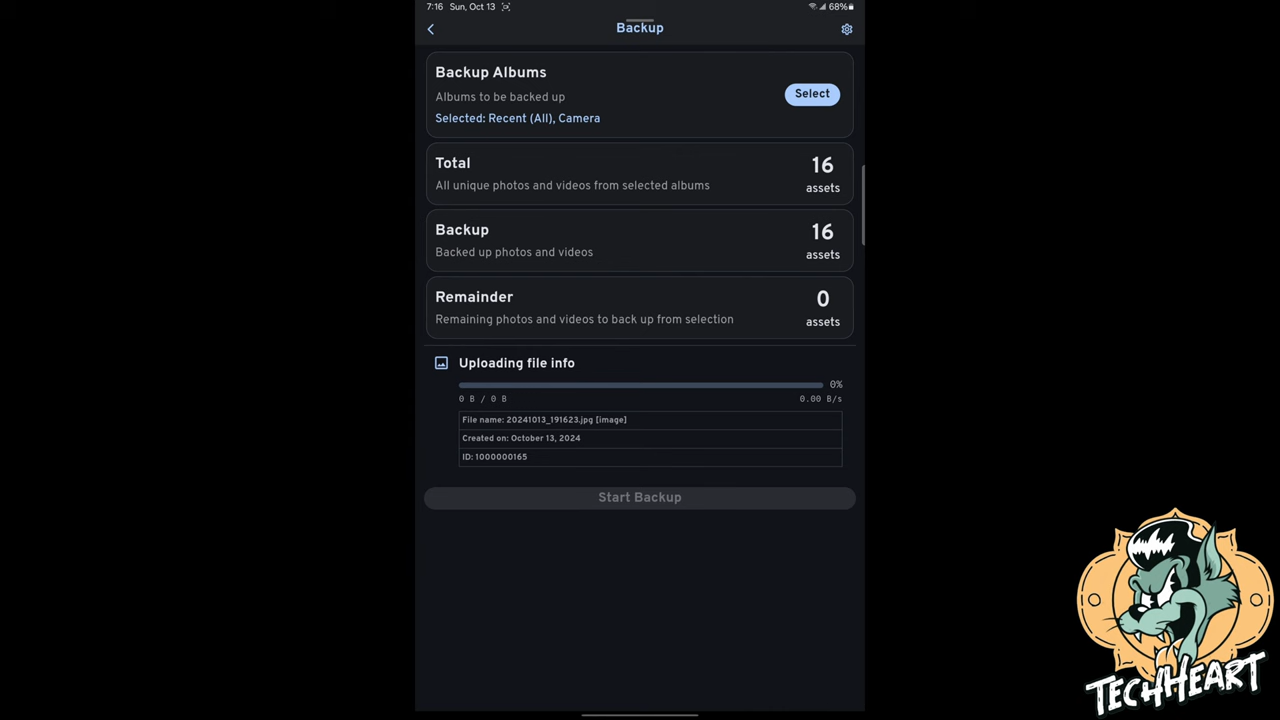 7:16 Sun, Oct 13 68%
Backup
Backup Albums
Albums to be backed up
Select
Selected: Recent (All), Camera
Total
All unique photos and videos from selected albums
16
assets
Backup
Backed up photos and videos
16
assets
Remainder
Remaining photos and videos to back up from selection
0
assets
Uploading file info
0%
0 B / 0 B 0.00 B/s
File name: 20241013_191623.jpg [image]
Created on: October 13, 2024
ID: 1000000165
Start Backup
TECHHEART